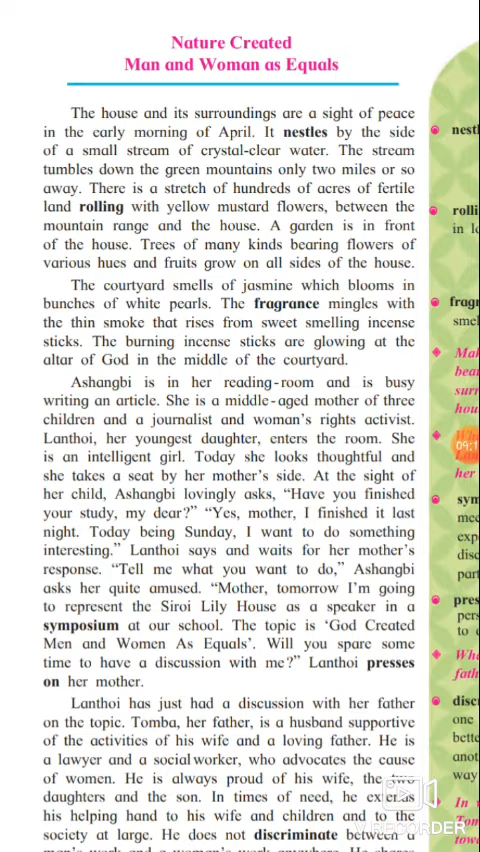 Nature Created
Man and Woman as Equals
The house and its surroundings are a sight of peace
in the early morning of April. It nestles by the side
of a small stream of crystal-clear water. The stream
tumbles down the green mountains only two miles or so
away. There is a stretch of hundreds of acres of fertile
land rolling with yellow mustard flowers, between the
mountain range and the house. A garden is in front
of the house. Trees of many kinds bearing flowers of
various hues and fruits grow on all sides of the house.
The courtyard smells of jasmine which blooms in
bunches of white pearls. The fragrance mingles with
the thin smoke that rises from sweet smelling incense
sticks. The burning incense sticks are glowing at the
altar of God in the middle of the courtyard.
Ashangbi is in her reading-room and is busy
writing an article. She is a middle-aged mother of three
children and a journalist and woman's rights activist.
Lanthoi, her youngest daughter, enters the room. She
is an intelligent girl. Today she looks thoughtful and
she takes a seat by her mother's side. At the sight of
her child, Ashangbi lovingly asks, "Have you finished
your study, my dear?" "Yes, mother, I finished it last
night. Today being Sunday, I want to do something
interesting." Lanthoi says and waits for her mother's
response. "Tell me what you want to do," Ashangbi
asks her quite amused. "Mother, tomorrow I'm going
to represent the Siroi Lily House as a speaker in a
symposium at our school. The topic is 'God Created
Men and Women As Equals'. Will you spare some
time to have a discussion with me?" Lanthoi presses
on her mother.
Lanthoi has just had a discussion with her father
on the topic. Tomba, her father, is a husband supportive
of the activities of his wife and a loving father. He is
a lawyer and a social worker, who advocates the cause
of women. He is always proud of his wife, the two
daughters and the son. In times of need, he extends
his helping hand to his wife and children and to the
society at large. He does not discriminate between a
man's work and a woman's work anywhere. He shares
nestl
rolli
in lo
fragr
smel
Mak
beau
surr
hou
Wh
09:1
Lan
her
sym
mee
exp
disc
part
pres
pers
to
Wha
fath
disc
one
bette
anot
way
In
Tom
towa
VIDEORECORDER